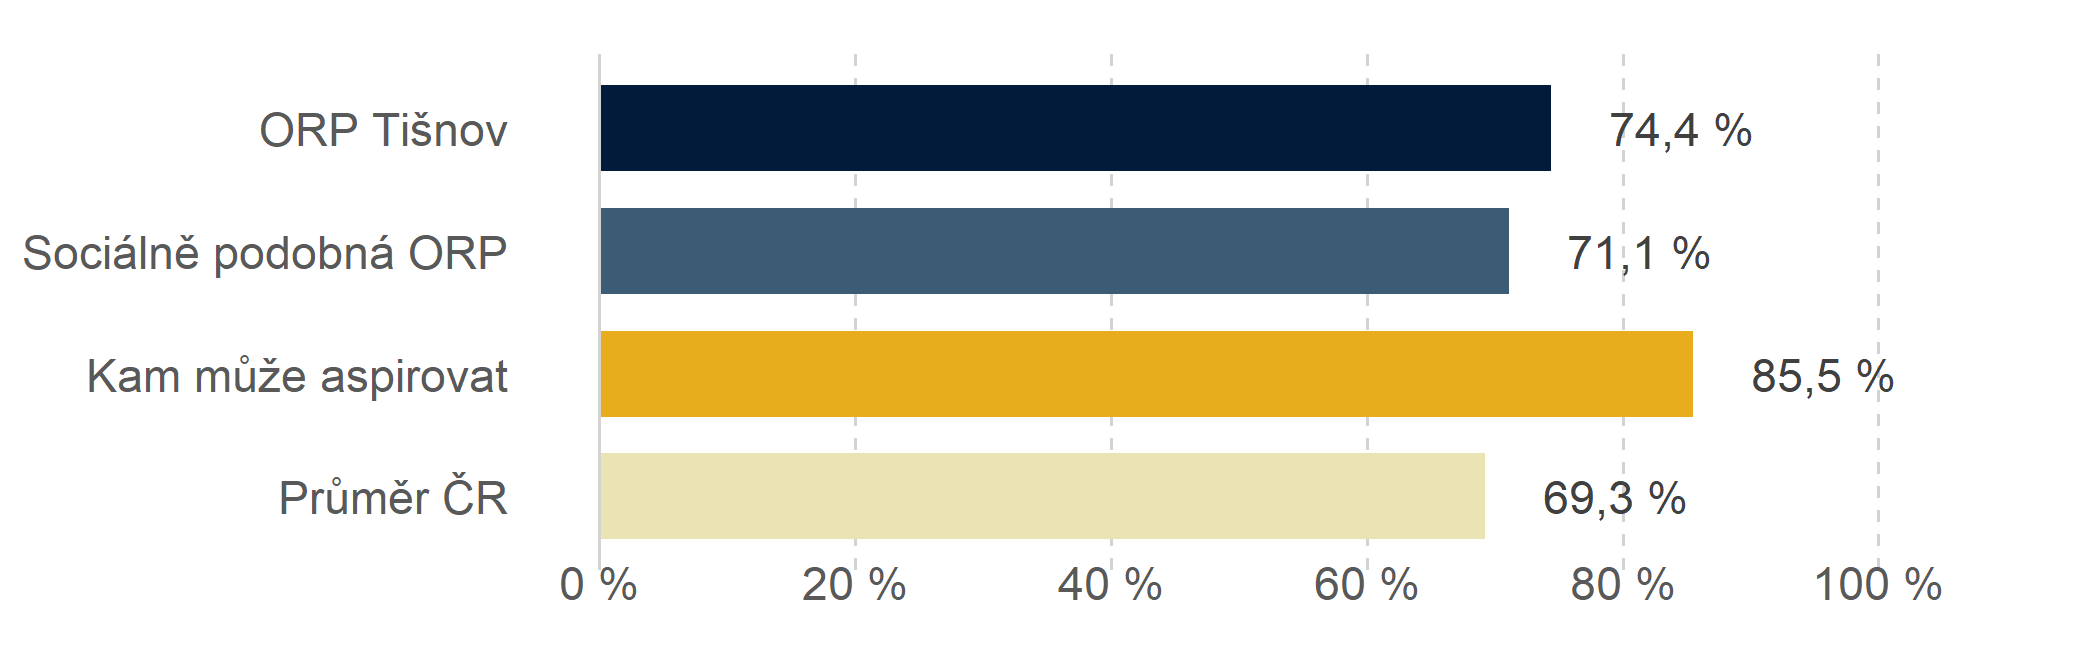 ORP Tišnov 74,4 %
Sociálně podobná ORP 71,1 %
Kam může aspirovat 85,5 %
Průměr ČR 69,3 %
0 % 20 % 40 % 60 % 80 % 100 %